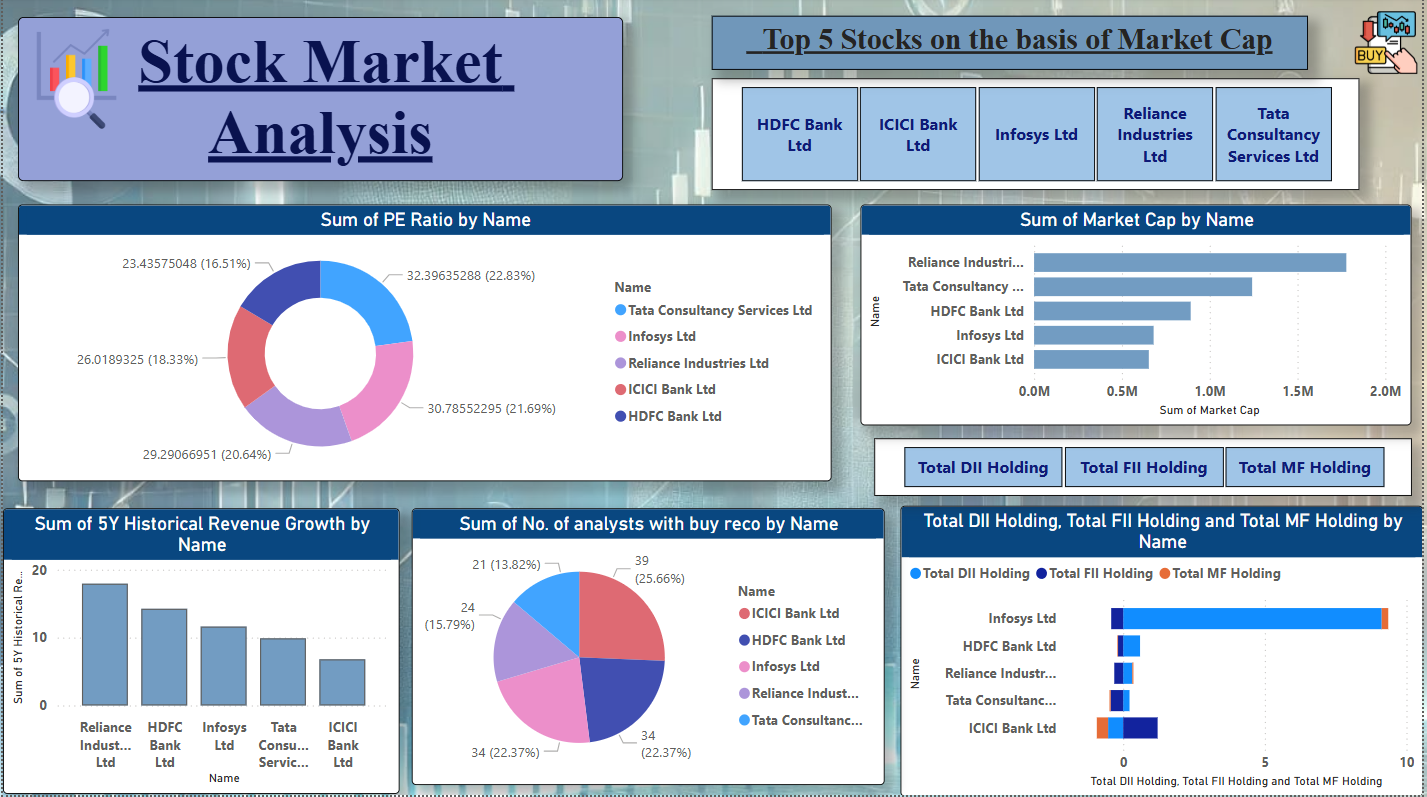 Stock Market
Analysis
Top 5 Stocks on the basis of Market Cap
BUY
HDFC Bank
Ltd
ICICI Bank
Ltd
Infosys Ltd
Reliance
Industries
Ltd
Tata
Consultancy
Services Ltd
Sum of PE Ratio by Name
23.43575048 (16.51%)
32.39635288 (22.83%)
26.0189325 (18.33%)
30.78552295 (21.69%)
29.29066951 (20.64%)
Name
Tata Consultancy Services Ltd
Infosys Ltd
Reliance Industries Ltd
ICICI Bank Ltd
HDFC Bank Ltd
Sum of Market Cap by Name
Name
Reliance Industri...
Tata Consultancy ...
HDFC Bank Ltd
Infosys Ltd
ICICI Bank Ltd
0.0M 0.5M 1.0M 1.5M 2.0M
Sum of Market Cap
Total DII Holding
Total FII Holding
Total MF Holding
Sum of 5Y Historical Revenue Growth by
Name
Sum of 5Y Historical Re...
20
10
0
Reliance
Indust...
Ltd
HDFC
Bank
Ltd
Infosys
Ltd
Tata
Consu...
Servic...
ICICI
Bank
Ltd
Name
Sum of No. of analysts with buy reco by Name
21 (13.82%)
39
(25.66%)
24
(15.79%)
34 (22.37%)
34
(22.37%)
Name
ICICI Bank Ltd
HDFC Bank Ltd
Infosys Ltd
Reliance Indust...
Tata Consultanc...
Total DII Holding, Total FII Holding and Total MF Holding by
Name
Total DII Holding Total FII Holding Total MF Holding
Name
Infosys Ltd
HDFC Bank Ltd
Reliance Industr...
Tata Consultanc...
ICICI Bank Ltd
0 5 10
Total DII Holding, Total FII Holding and Total MF Holding